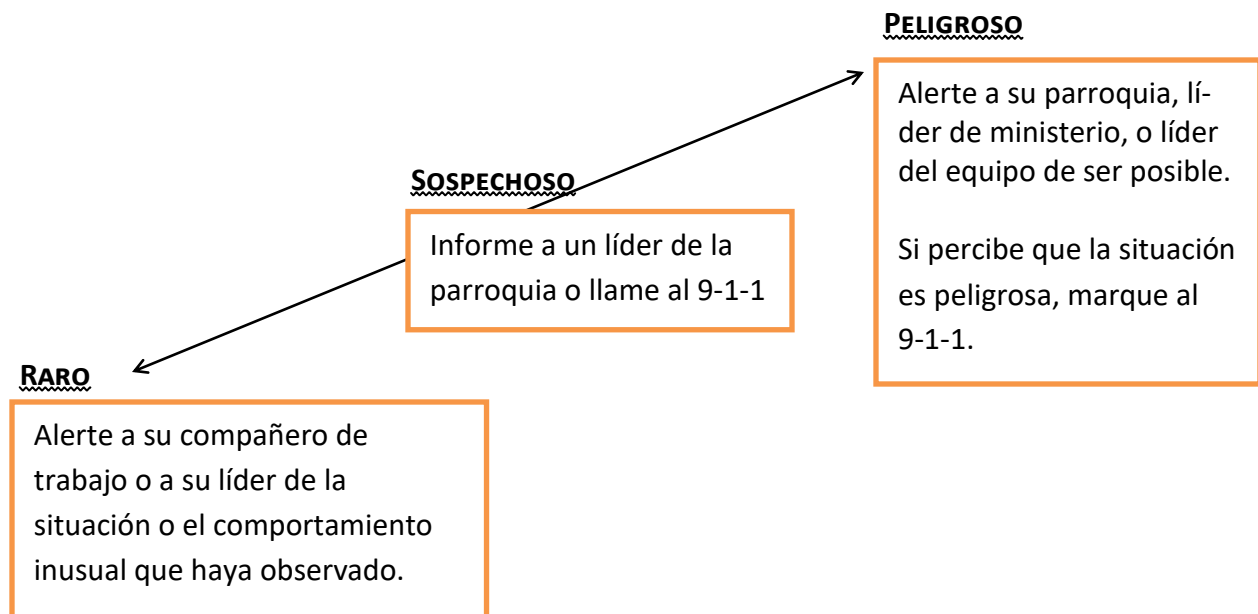 PELIGROSO
Alerte a su parroquia, lí-
der de ministerio, o líder
del equipo de ser posible.
Si percibe que la situación
es peligrosa, marque al
9-1-1.
SOSPECHOSO
Informe a un líder de la
parroquia o llame al 9-1-1
RARO
Alerte a su compañero de
trabajo o a su líder de la
situación o el comportamiento
inusual que haya observado.